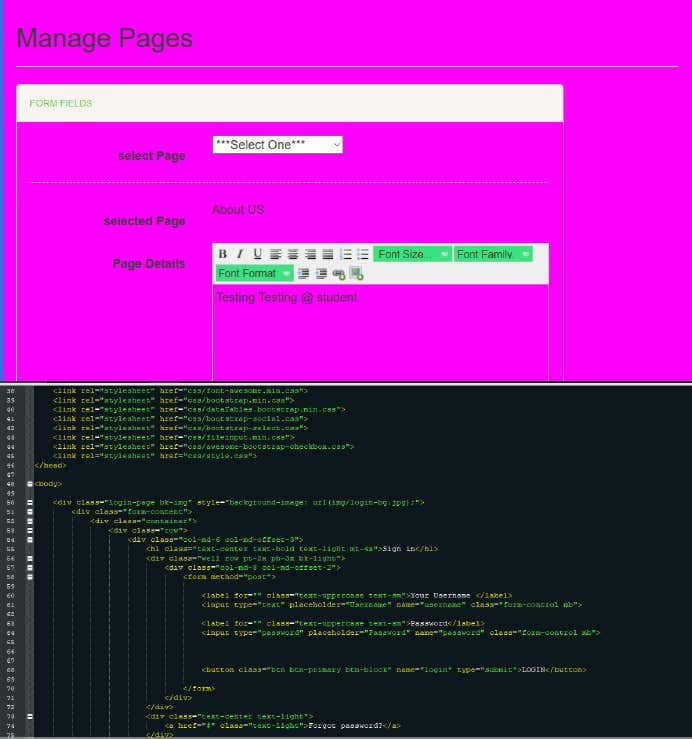 Manage Pages
FORM FIELDS
select Page ***Select One***
selected Page About US
Page Details
B I U Font Size... Font Family.
Font Format
Testing Testing @ student
38 <link rel="stylesheet" href="css/font-awesome.min.css">
39 <link rel="stylesheet" href="css/bootstrap.min.css">
40 <link rel="stylesheet" href="css/dataTables.bootstrap.min.css">
41 <link rel="stylesheet" href="css/bootstrap-social.css">
42 <link rel="stylesheet" href="css/bootstrap-select.css">
43 <link rel="stylesheet" href="css/fileinput.min.css">
44 <link rel="stylesheet" href="css/awesome-bootstrap-checkbox.css">
45 <link rel="stylesheet" href="css/style.css">
46 </head>
47
48 <body>
49
50 <div class="login-page bk-img" style="background-image: url(img/login-bg.jpg);">
51 <div class="form-content">
52 <div class="container">
53 <div class="row">
54 <div class="col-md-6 col-md-offset-3">
55 <h1 class="text-center text-bold text-light mt-4x">Sign in</h1>
56 <div class="well row pt-2x pb-3x bk-light">
57 <div class="col-md-8 col-md-offset-2">
58 <form method="post">
59
60 <label for="" class="text-uppercase text-sm">Your Username </label>
61 <input type="text" placeholder="Username" name="username" class="form-control mb">
62
63 <label for="" class="text-uppercase text-sm">Password</label>
64 <input type="password" placeholder="Password" name="password" class="form-control mb">
65
66
67
68 <button class="btn btn-primary btn-block" name="login" type="submit">LOGIN</button>
69
70 </form>
71 </div>
72 </div>
73 <div class="text-center text-light">
74 <a href="#" class="text-light">Forgot password?</a>
75 </div>